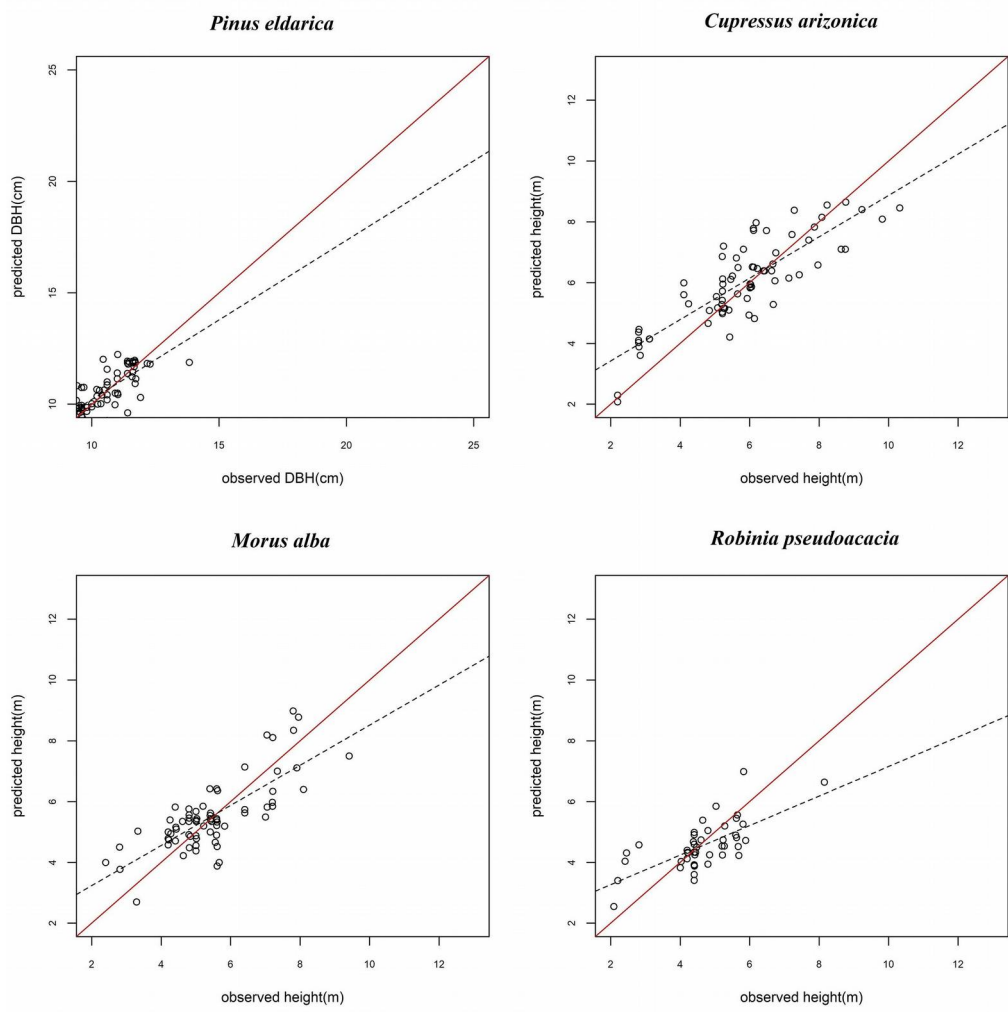 Pinus eldarica
25
20
15
10
predicted DBH(cm)
10 15 20 25
observed DBH(cm)
Cupressus arizonica
12
10
8
6
4
2
predicted height(m)
2 4 6 8 10 12
observed height(m)
Morus alba
12
10
8
6
4
2
predicted height(m)
2 4 6 8 10 12
observed height(m)
Robinia pseudoacacia
12
10
8
6
4
2
predicted height(m)
2 4 6 8 10 12
observed height(m)